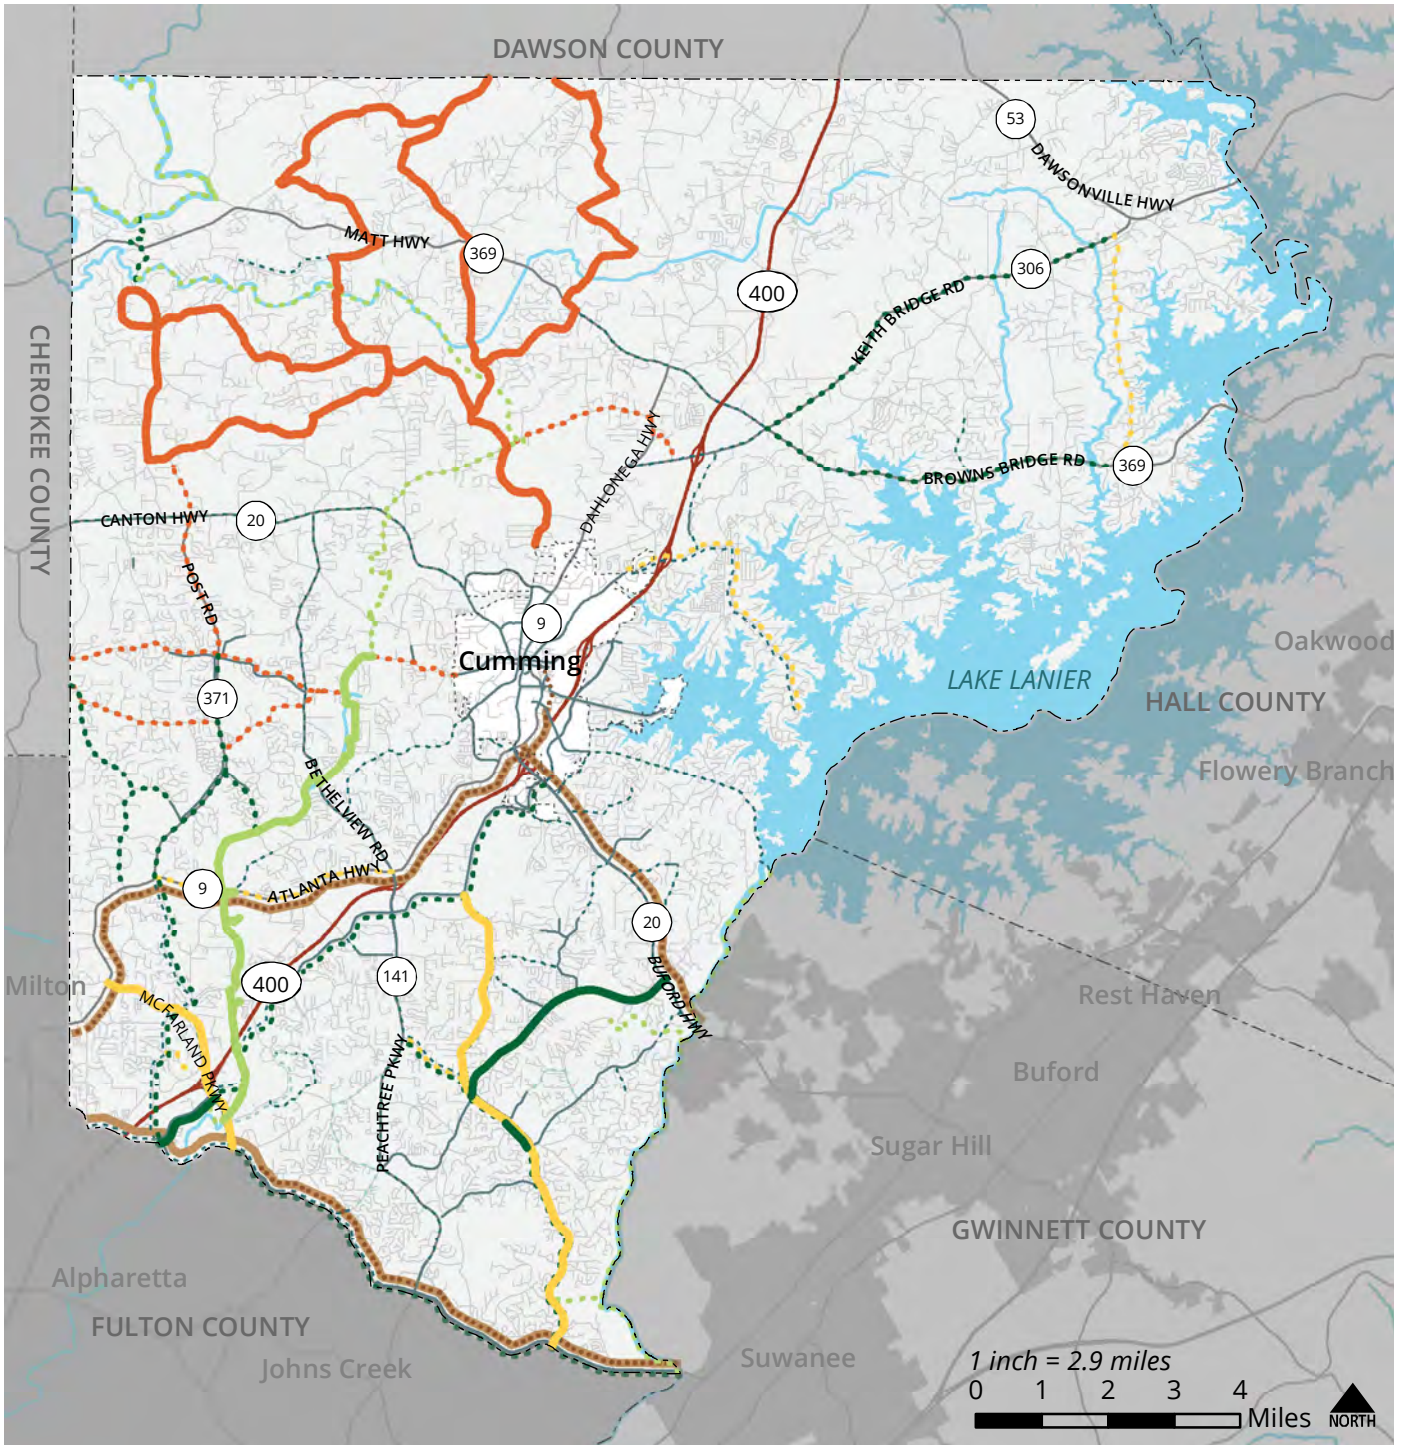 DAWSON COUNTY
53
DAWSONVILLE HWY
MATT HWY
369
400
306
KEITH BRIDGE RD
CHEROKEE COUNTY
DAHLONEGA HWY
BROWNS BRIDGE RD
369
CANTON HWY
20
POST RD
9
Cumming
Oakwood
LAKE LANIER
HALL COUNTY
371
Flowery Branch
BETHELVIEW RD
9
ATLANTA HWY
20
400
141
BUFORD HWY
Milton
MCFARLAND PKWY
Rest Haven
PEACHTREE PKWY
Buford
Sugar Hill
GWINNETT COUNTY
Alpharetta
FULTON COUNTY
Johns Creek
Suwanee
1 inch = 2.9 miles
0 1 2 3 4
Miles
NORTH